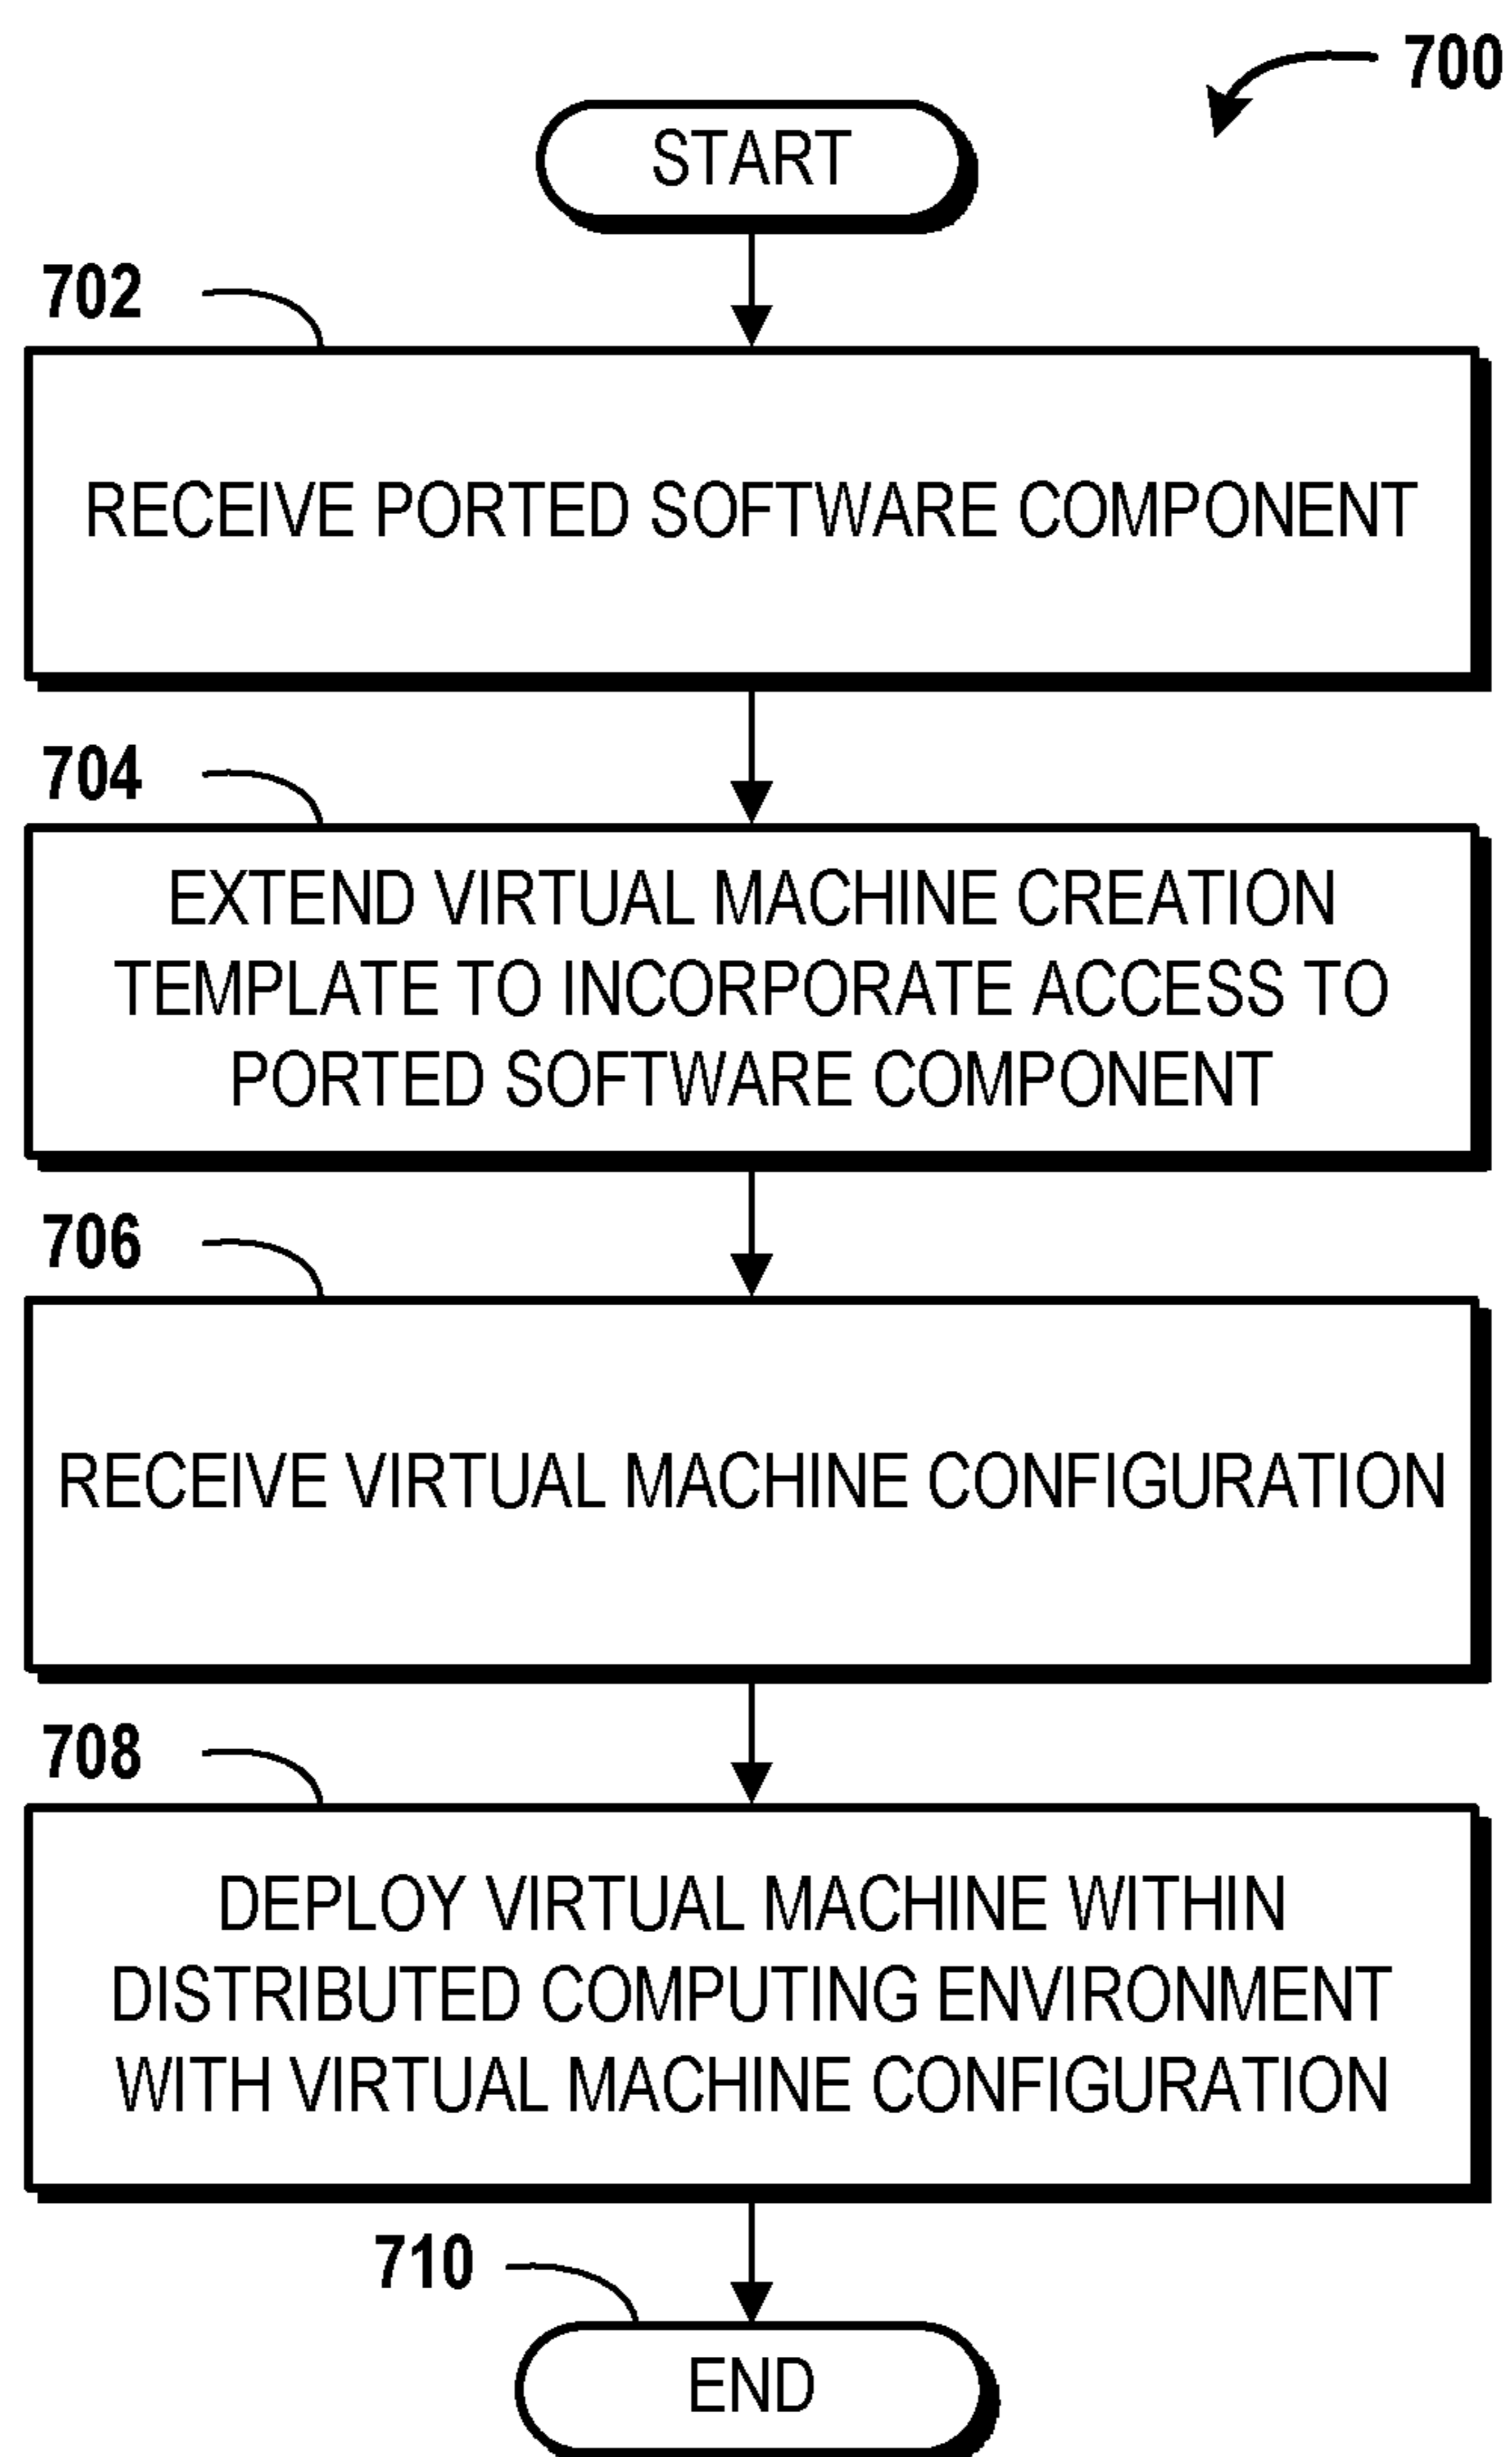 700
START
702
RECEIVE PORTED SOFTWARE COMPONENT
704
EXTEND VIRTUAL MACHINE CREATION
TEMPLATE TO INCORPORATE ACCESS TO
PORTED SOFTWARE COMPONENT
706
RECEIVE VIRTUAL MACHINE CONFIGURATION
708
DEPLOY VIRTUAL MACHINE WITHIN
DISTRIBUTED COMPUTING ENVIRONMENT
WITH VIRTUAL MACHINE CONFIGURATION
710
END